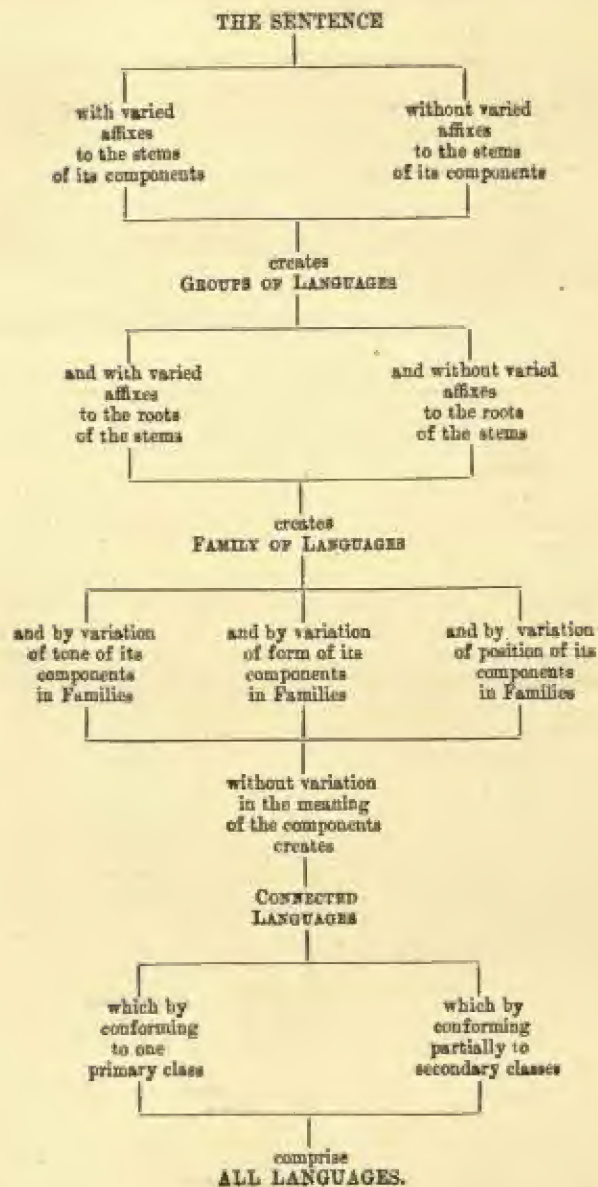 THE SENTENCE
with varied
affixes
to the stems
of its components
without varied
affixes
to the stems
of its components
creates
GROUPS OF LANGUAGES
and with varied
affixes
to the roots
of the stems
and without varied
affixes
to the roots
of the stems
creates
FAMILY OF LANGUAGES
and by variation
of tone of its
components
in Families
and by variation
of form of its
components
in Families
and by variation
of position of its
components
in Families
without variation
in the meaning
of the components
creates
CONNECTED
LANGUAGES
which by
conforming
to one
primary class
which by
conforming
partially to
secondary classes
comprise
ALL LANGUAGES.